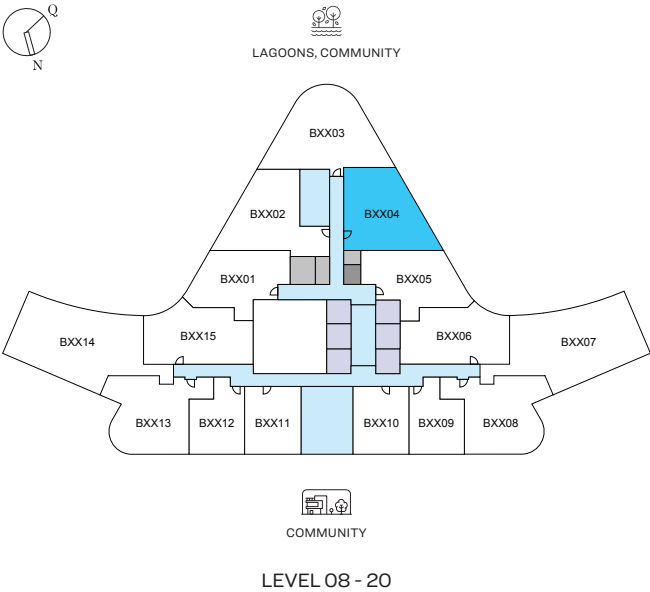 Q
N
LAGOONS, COMMUNITY
BXX03
BXX02
BXX04
BXX01
BXX05
BXX14
BXX15
BXX06
BXX07
BXX13
BXX12
BXX11
BXX10
BXX09
BXX08
COMMUNITY
LEVEL 08 - 20